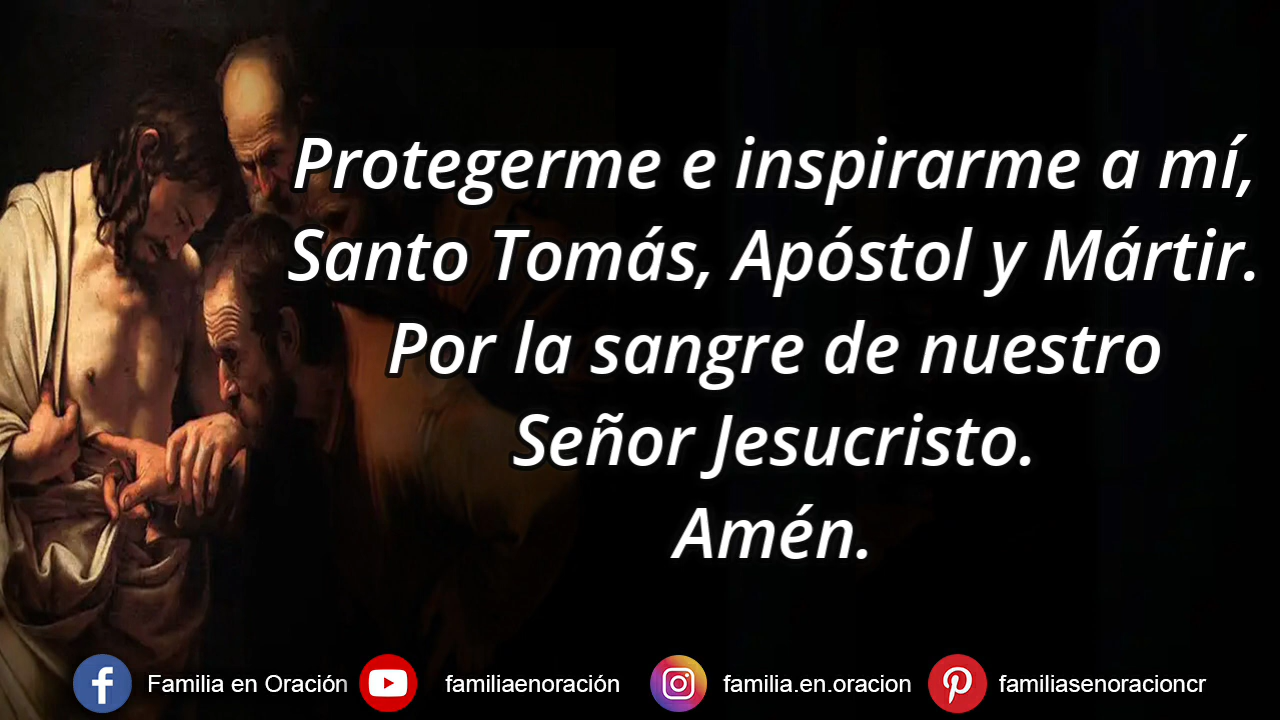 Protegerme e inspirarme a mí,
Santo Tomás, Apóstol y Mártir.
Por la sangre de nuestro
Señor Jesucristo.
Amén.
Familia en Oración
familiaenoración
familia.en.oracion
familiasenoracioncr